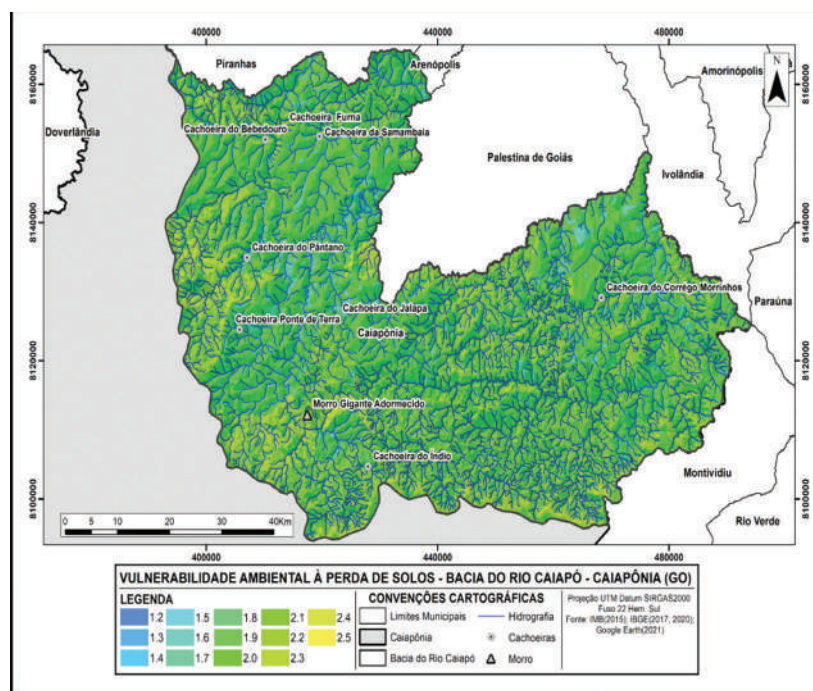 400000 440000 480000
Piranhas
Arenópolis
Amorinópolis
N
8160000
8160000
Doverlândia
Cachoeira Furna
Cachoeira do Bebedouro
Cachoeira da Samambaia
Palestina de Goiás
Ivolândia
8140000
8140000
Cachoeira do Pântano
Cachoeira do Corrégo Morrinhos
Paraúna
Cachoeira do Jalapa
Cachoeira Ponte de Terra
Caiapônia
8120000
8120000
Morro Gigante Adormecido
Cachoeira do Indio
Montividiu
8100000
8100000
Rio Verde
0 5 10 20 30 40Km
400000 440000 480000
VULNERABILIDADE AMBIENTAL À PERDA DE SOLOS - BACIA DO RIO CAIAPÓ - CAIAPÔNIA (GO)
LEGENDA
1.2 1.5 1.8 2.1 2.4
1.3 1.6 1.9 2.2 2.5
1.4 1.7 2.0 2.3
CONVENÇÕES CARTOGRÁFICAS
Limites Municipais Hidrografia
Caiapônia Cachoeiras
Bacia do Rio Caiapó Morro
Projeção UTM Datum SIRGAS2000
Fuso 22 Hem. Sul
Fonte: IMB(2015); IBGE(2017, 2020);
Google Earth(2021)